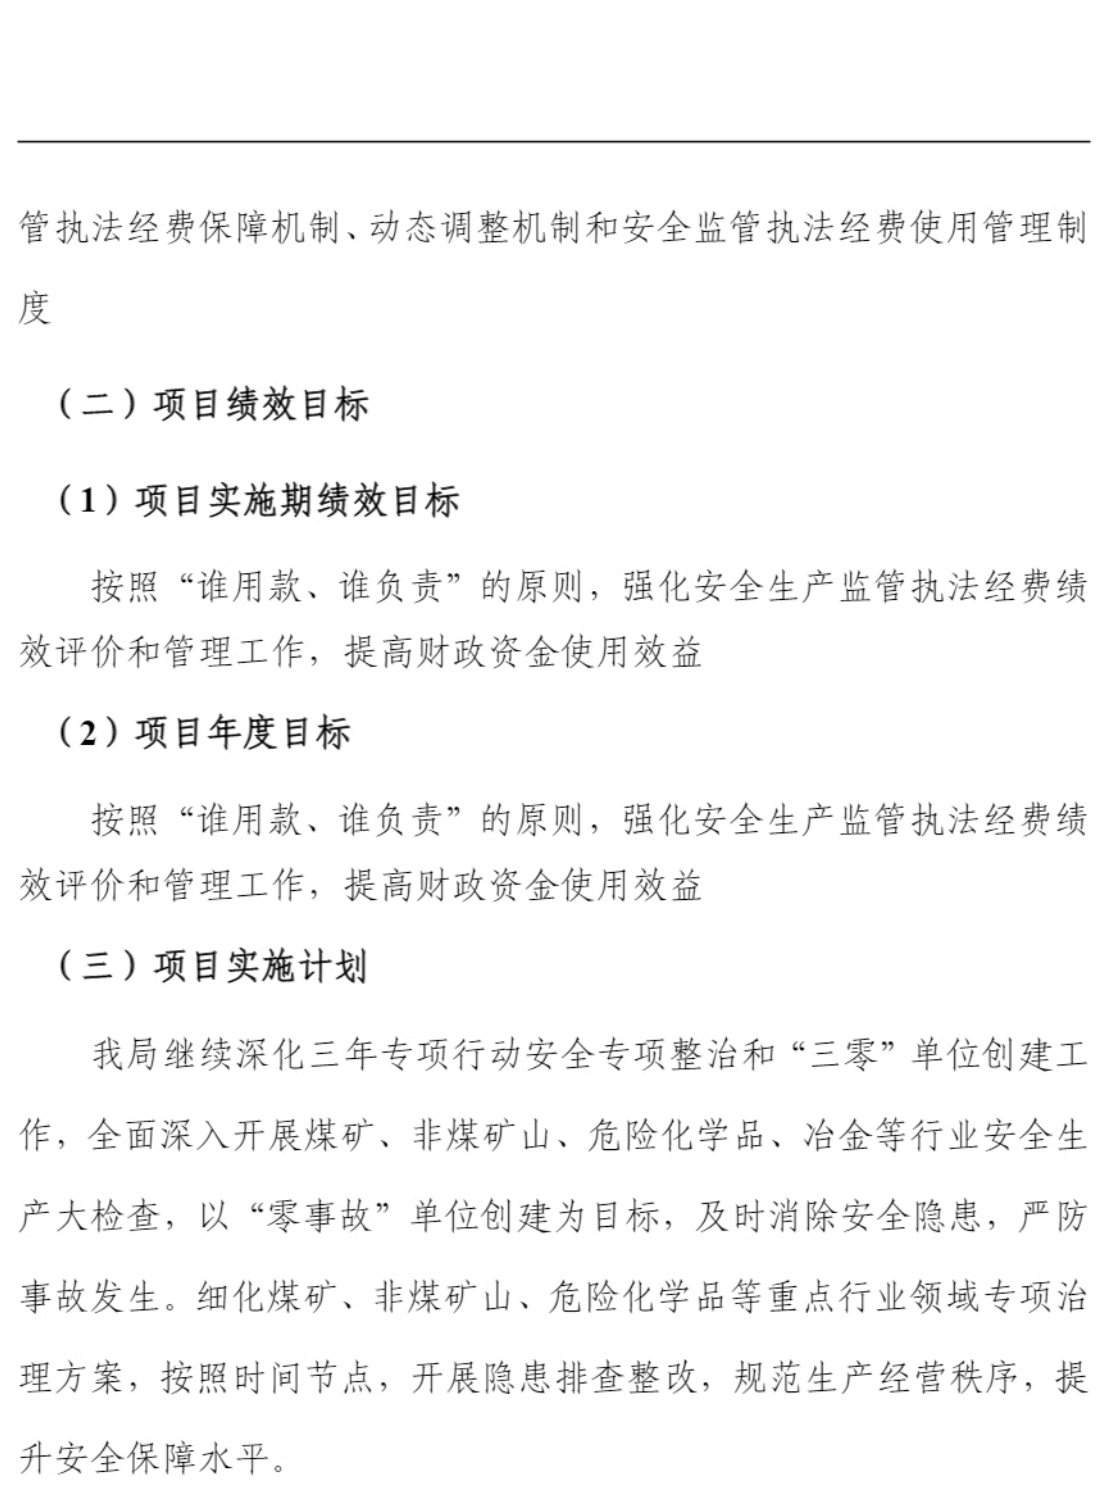 管执法经费保障机制、动态调整机制和安全监管执法经费使用管理制
度
（二）项目绩效目标
（1）项目实施期绩效目标
按照“谁用款、谁负责”的原则，强化安全生产监管执法经费绩
效评价和管理工作，提高财政资金使用效益
（2）项目年度目标
按照“谁用款、谁负责”的原则，强化安全生产监管执法经费绩
效评价和管理工作，提高财政资金使用效益
（三）项目实施计划
我局继续深化三年专项行动安全专项整治和“三零”单位创建工
作，全面深入开展煤矿、非煤矿山、危险化学品、冶金等行业安全生
产大检查，以“零事故”单位创建为目标，及时消除安全隐患，严防
事故发生。细化煤矿、非煤矿山、危险化学品等重点行业领域专项治
理方案，按照时间节点，开展隐患排查整改，规范生产经营秩序，提
升安全保障水平。